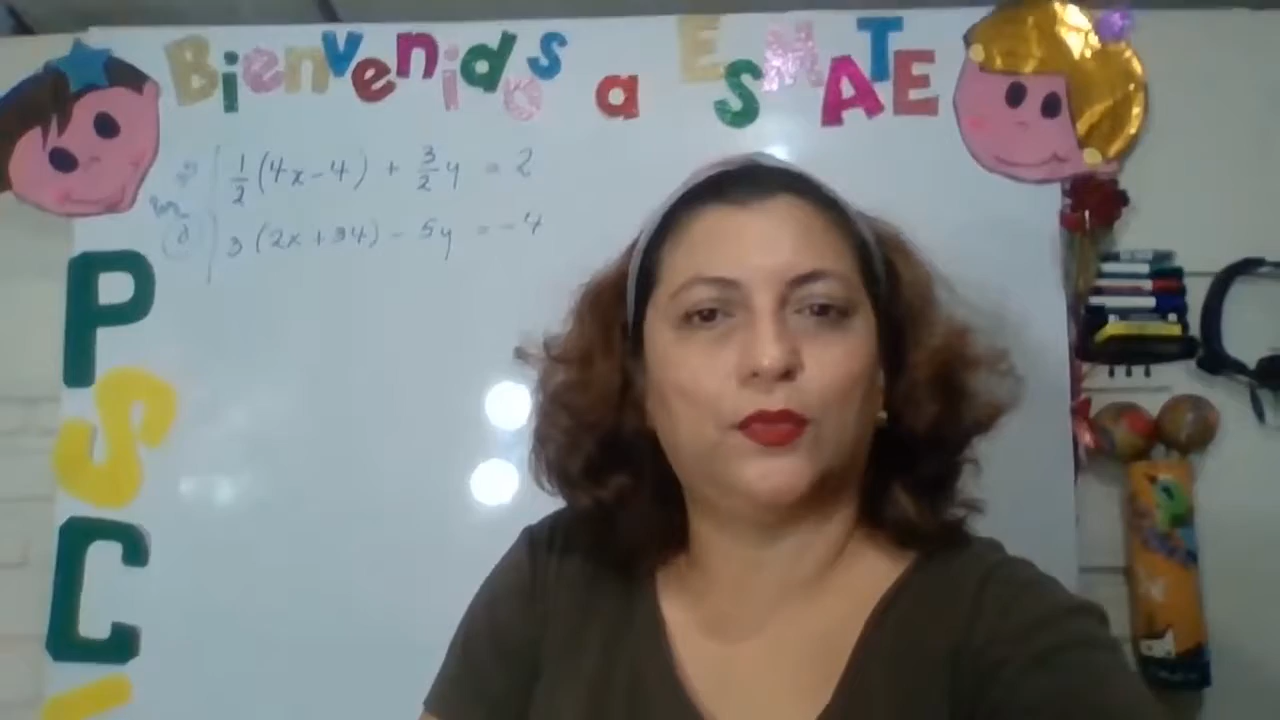 Bienvenidos a ESMATE
1/2 (4x-4) + 3/2 y = 2
3 (2x+34) - 5y = -4
P
S
C